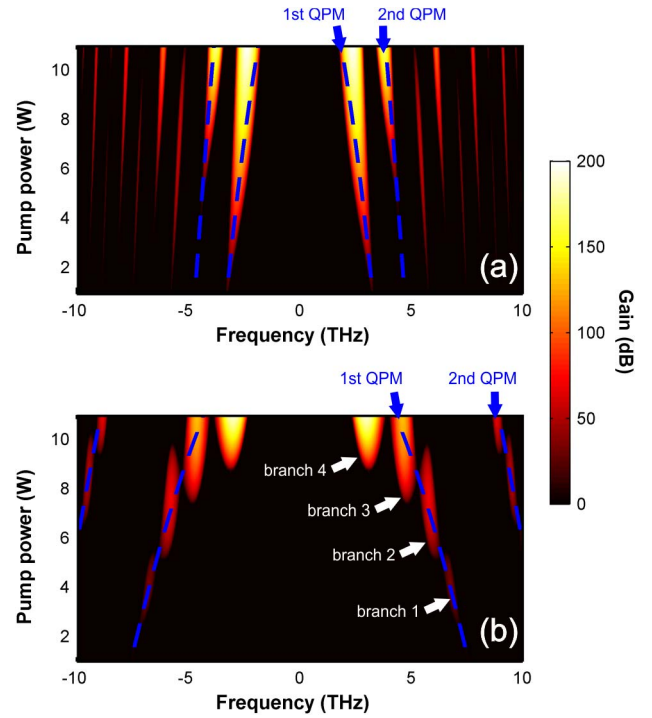 1st QPM 2nd QPM
10
8
6
4
2
Pump power (W)
(a)
-10 -5 0 5 10
Frequency (THz)
200
150
100
50
0
Gain (dB)
1st QPM 2nd QPM
10
8
6
4
2
Pump power (W)
branch 4
branch 3
branch 2
branch 1
(b)
-10 -5 0 5 10
Frequency (THz)